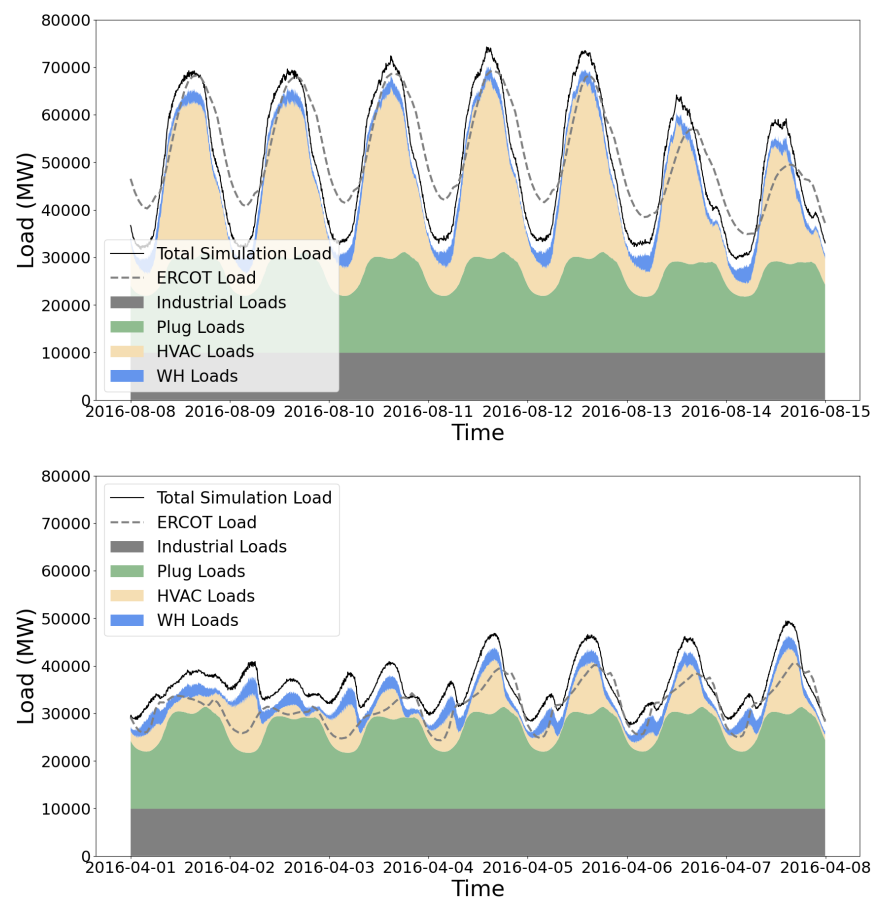 80000
70000
60000
50000
40000
30000
20000
10000
0
Load (MW)
Total Simulation Load
ERCOT Load
Industrial Loads
Plug Loads
HVAC Loads
WH Loads
2016-08-08 2016-08-09 2016-08-10 2016-08-11 2016-08-12 2016-08-13 2016-08-14 2016-08-15
Time
80000
70000
60000
50000
40000
30000
20000
10000
0
Load (MW)
Total Simulation Load
ERCOT Load
Industrial Loads
Plug Loads
HVAC Loads
WH Loads
2016-04-01 2016-04-02 2016-04-03 2016-04-04 2016-04-05 2016-04-06 2016-04-07 2016-04-08
Time